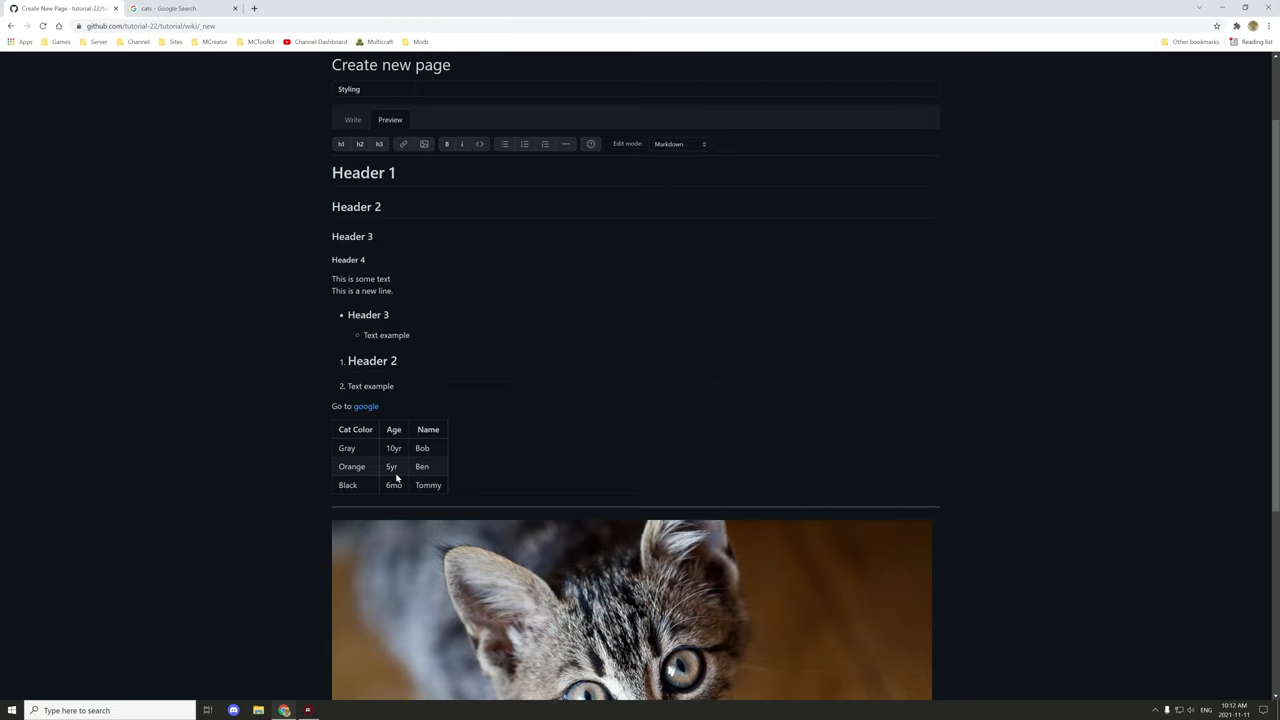 Create New Page · tutorial-22/tut
cats - Google Search
github.com/tutorial-22/tutorial/wiki/_new
Apps
Games
Server
Channel
Sites
MCreator
MCToolkit
Channel Dashboard
Multicraft
Mods
Other bookmarks
Reading list
Create new page
Styling
Write
Preview
h1
h2
h3
B
i
<>
Edit mode:
Markdown
Header 1
Header 2
Header 3
Header 4
This is some text
This is a new line.
• Header 3
Text example
1. Header 2
2. Text example
Go to google
Cat Color Age Name
Gray 10yr Bob
Orange 5yr Ben
Black 6mo Tommy
Type here to search
ENG
10:12 AM
2021-11-11